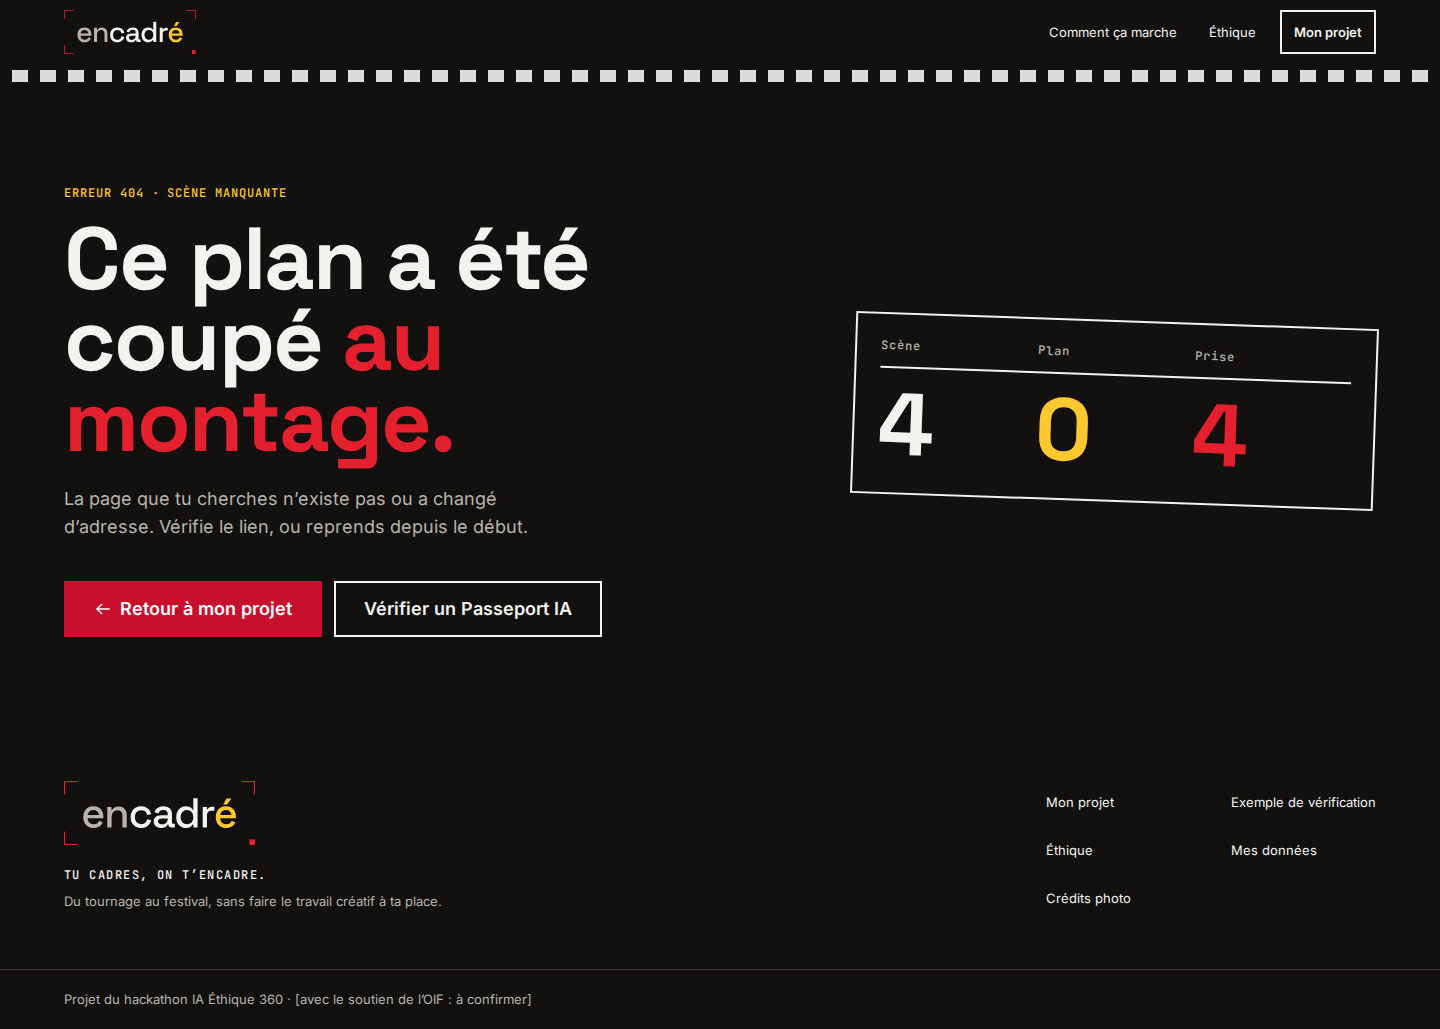 encadré
Comment ça marche
Éthique
Mon projet
ERREUR 404 · SCÈNE MANQUANTE
Ce plan a été
coupé au
montage.
La page que tu cherches n’existe pas ou a changé
d’adresse. Vérifie le lien, ou reprends depuis le début.
← Retour à mon projet
Vérifier un Passeport IA
Scène
Plan
Prise
4
0
4
encadré
TU CADRES, ON T’ENCADRE.
Du tournage au festival, sans faire le travail créatif à ta place.
Mon projet
Exemple de vérification
Éthique
Mes données
Crédits photo
Projet du hackathon IA Éthique 360 · [avec le soutien de l’OIF : à confirmer]